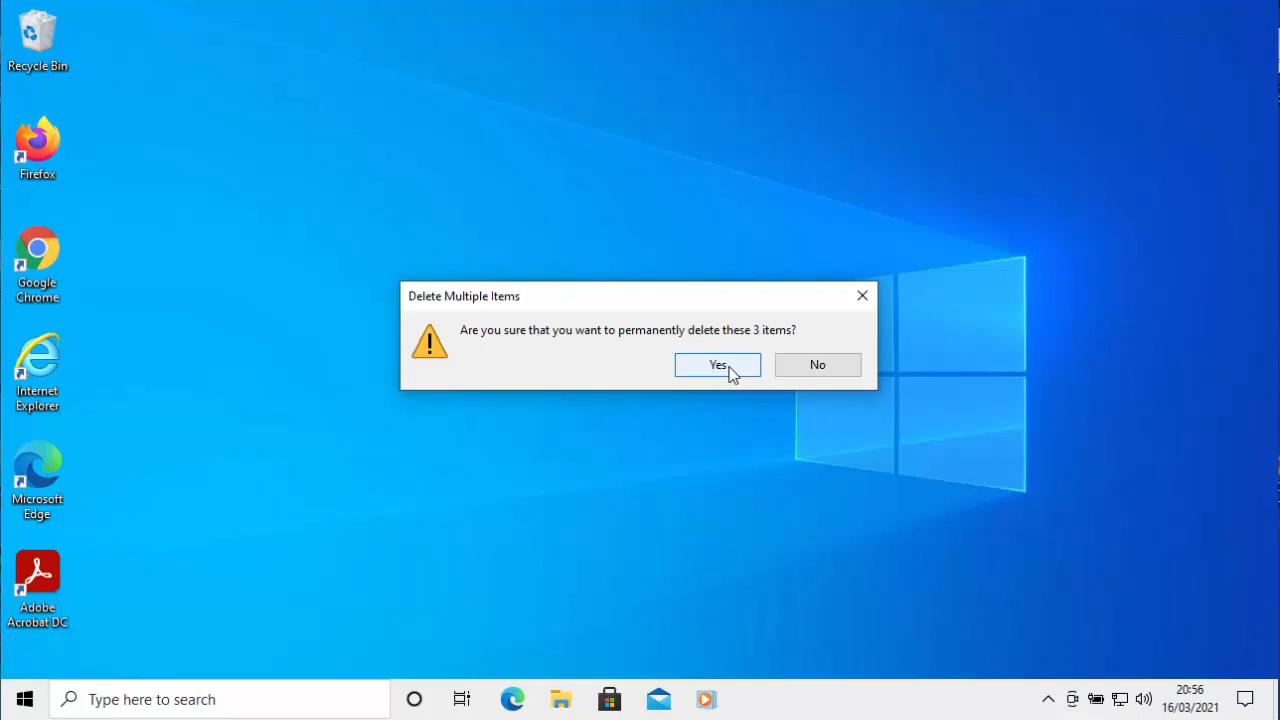 Recycle Bin
Firefox
Google
Chrome
Internet
Explorer
Microsoft
Edge
Adobe
Acrobat DC
Delete Multiple Items
Are you sure that you want to permanently delete these 3 items?
Yes
No
Type here to search
20:56
16/03/2021